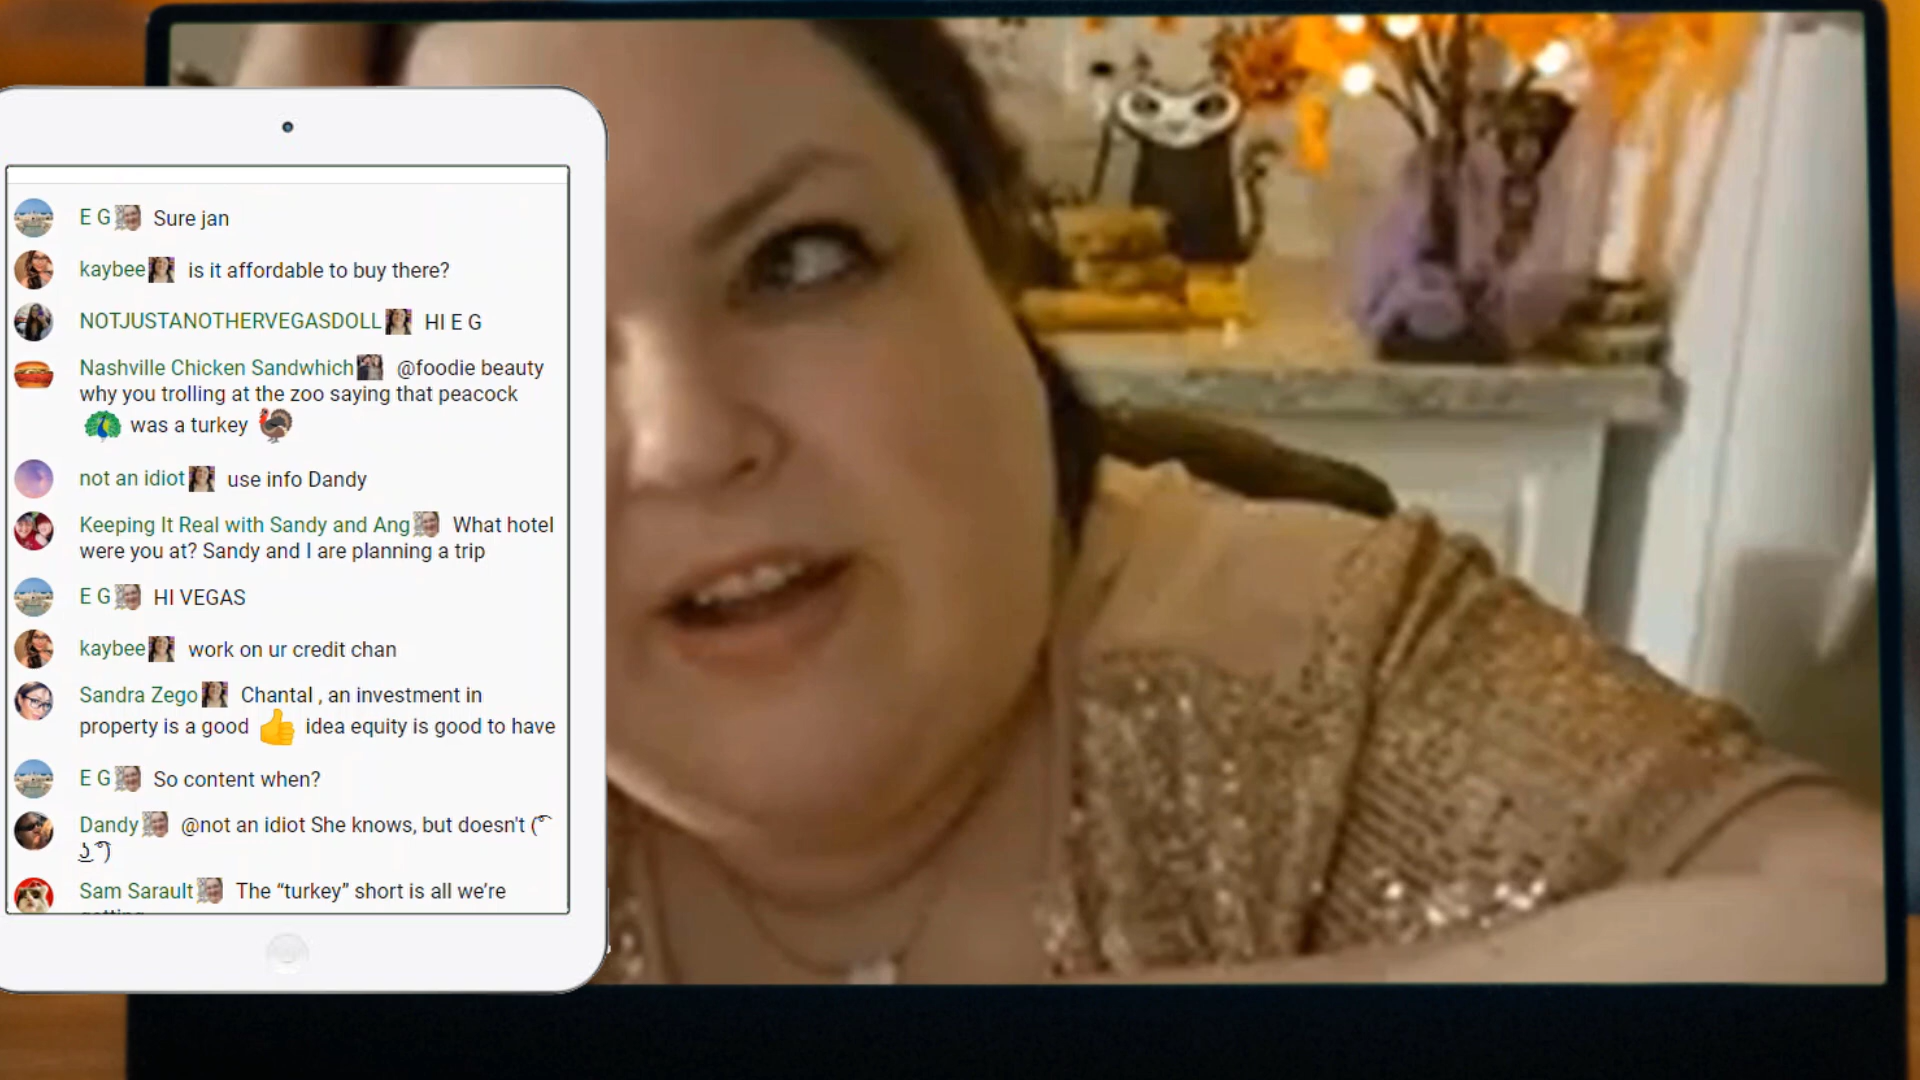 E G Sure jan
kaybee is it affordable to buy there?
NOTJUSTANOTHERVEGASDOLL HI E G
Nashville Chicken Sandwhich @foodie beauty
why you trolling at the zoo saying that peacock
🦚 was a turkey 🦃
not an idiot use info Dandy
Keeping It Real with Sandy and Ang What hotel
were you at? Sandy and I are planning a trip
E G HI VEGAS
kaybee work on ur credit chan
Sandra Zego Chantal , an investment in
property is a good 👍 idea equity is good to have
E G So content when?
Dandy @not an idiot She knows, but doesn't ( ͡°
͜ʖ ͡°)
Sam Sarault The “turkey” short is all we’re